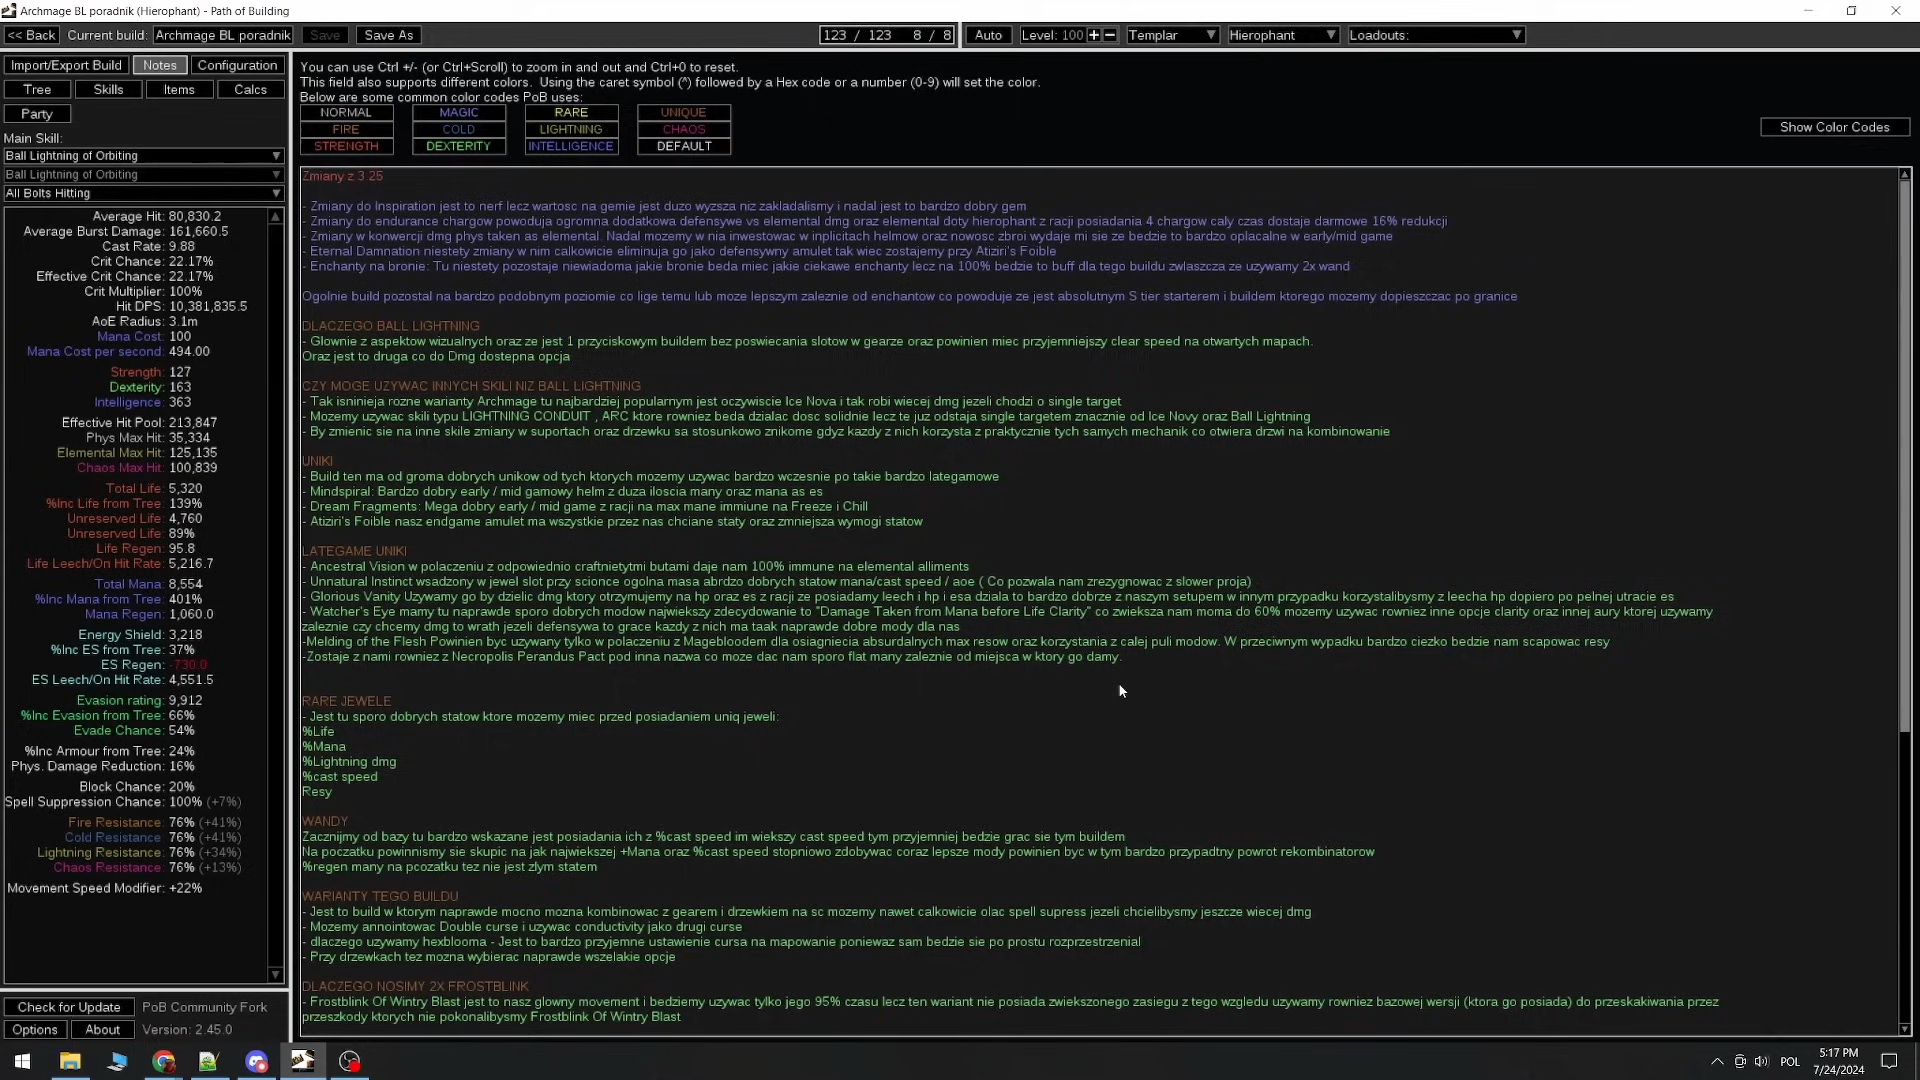 Archmage BL poradnik (Hierophant) - Path of Building
<< Back
Current build:
Archmage BL poradnik
Save
Save As
123 / 123   8 / 8
Auto
Level: 100
Templar
Hierophant
Loadouts:
Import/Export Build
Notes
Configuration
Tree
Skills
Items
Calcs
Party
Main Skill:
Ball Lightning of Orbiting
Ball Lightning of Orbiting
All Bolts Hitting
Average Hit: 80,830.2
Average Burst Damage: 161,660.5
Cast Rate: 9.88
Crit Chance: 22.17%
Effective Crit Chance: 22.17%
Crit Multiplier: 100%
Hit DPS: 10,381,835.5
AoE Radius: 3.1m
Mana Cost: 100
Mana Cost per second: 494.00
Strength: 127
Dexterity: 163
Intelligence: 363
Effective Hit Pool: 213,847
Phys Max Hit: 35,334
Elemental Max Hit: 125,135
Chaos Max Hit: 100,839
Total Life: 5,320
%Inc Life from Tree: 139%
Unreserved Life: 4,760
Unreserved Life: 89%
Life Regen: 95.8
Life Leech/On Hit Rate: 5,216.7
Total Mana: 8,554
%Inc Mana from Tree: 401%
Mana Regen: 1,060.0
Energy Shield: 3,218
%Inc ES from Tree: 37%
ES Regen: -730.0
ES Leech/On Hit Rate: 4,551.5
Evasion rating: 9,912
%Inc Evasion from Tree: 66%
Evade Chance: 54%
%Inc Armour from Tree: 24%
Phys. Damage Reduction: 16%
Block Chance: 20%
Spell Suppression Chance: 100% (+7%)
Fire Resistance: 76% (+41%)
Cold Resistance: 76% (+41%)
Lightning Resistance: 76% (+34%)
Chaos Resistance: 76% (+13%)
Movement Speed Modifier: +22%
Check for Update
PoB Community Fork
Options
About
Version: 2.45.0
You can use Ctrl +/- (or Ctrl+Scroll) to zoom in and out and Ctrl+0 to reset.
This field also supports different colors.  Using the caret symbol (^) followed by a Hex code or a number (0-9) will set the color.
Below are some common color codes PoB uses:
NORMAL
MAGIC
RARE
UNIQUE
FIRE
COLD
LIGHTNING
CHAOS
STRENGTH
DEXTERITY
INTELLIGENCE
DEFAULT
Show Color Codes
Zmiany z 3.25
- Zmiany do Inspiration jest to nerf lecz wartosc na gemie jest duzo wyzsza niz zakladalismy i nadal jest to bardzo dobry gem
- Zmiany do endurance chargow powoduja ogromna dodatkowa defensywe vs elemental dmg oraz elemental doty hierophant z racji posiadania 4 chargow caly czas dostaje darmowe 16% redukcji
- Zmiany w konwercji dmg phys taken as elemental. Nadal mozemy w nia inwestowac w inplicitach helmow oraz nowosc zbroi wydaje mi sie ze bedzie to bardzo oplacalne w early/mid game
- Eternal Damnation niestety zmiany w nim calkowicie eliminuja go jako defensywny amulet tak wiec zostajemy przy Atiziri's Foible
- Enchanty na bronie: Tu niestety pozostaje niewiadoma jakie bronie beda miec jakie ciekawe enchanty lecz na 100% bedzie to buff dla tego buildu zwlaszcza ze uzywamy 2x wand
Ogolnie build pozostal na bardzo podobnym poziomie co lige temu lub moze lepszym zaleznie od enchantow co powoduje ze jest absolutnym S tier starterem i buildem ktorego mozemy dopieszczac po granice
DLACZEGO BALL LIGHTNING
- Glownie z aspektow wizualnych oraz ze jest 1 przyciskowym buildem bez poswiecania slotow w gearze oraz powinien miec przyjemniejszy clear speed na otwartych mapach.
Oraz jest to druga co do Dmg dostepna opcja
CZY MOGE UZYWAC INNYCH SKILI NIZ BALL LIGHTNING
- Tak isninieja rozne warianty Archmage tu najbardziej popularnym jest oczywiscie Ice Nova i tak robi wiecej dmg jezeli chodzi o single target
- Mozemy uzywac skili typu LIGHTNING CONDUIT , ARC ktore rowniez beda dzialac dosc solidnie lecz te juz odstaja single targetem znacznie od Ice Novy oraz Ball Lightning
- By zmienic sie na inne skile zmiany w suportach oraz drzewku sa stosunkowo znikome gdyz kazdy z nich korzysta z praktycznie tych samych mechanik co otwiera drzwi na kombinowanie
UNIKI
- Build ten ma od groma dobrych unikow od tych ktorych mozemy uzywac bardzo wczesnie po takie bardzo lategamowe
- Mindspiral: Bardzo dobry early / mid gamowy helm z duza iloscia many oraz mana as es
- Dream Fragments: Mega dobry early / mid game z racji na max mane immiune na Freeze i Chill
- Atiziri's Foible nasz endgame amulet ma wszystkie przez nas chciane staty oraz zmniejsza wymogi statow
LATEGAME UNIKI
- Ancestral Vision w polaczeniu z odpowiednio craftnietymi butami daje nam 100% immune na elemental alliments
- Unnatural Instinct wsadzony w jewel slot przy scionce ogolna masa abrdzo dobrych statow mana/cast speed / aoe ( Co pozwala nam zrezygnowac z slower proja)
- Glorious Vanity Uzywamy go by dzielic dmg ktory otrzymujemy na hp oraz es z racji ze posiadamy leech i hp i esa dziala to bardzo dobrze z naszym setupem w innym przypadku korzystalibysmy z leecha hp dopiero po pelnej utracie es
- Watcher's Eye mamy tu naprawde sporo dobrych modow najwiekszy zdecydowanie to "Damage Taken from Mana before Life Clarity" co zwieksza nam moma do 60% mozemy uzywac rowniez inne opcje clarity oraz innej aury ktorej uzywamy
zaleznie czy chcemy dmg to wrath jezeli defensywa to grace kazdy z nich ma taak naprawde dobre mody dla nas
-Melding of the Flesh Powinien byc uzywany tylko w polaczeniu z Magebloodem dla osiagniecia absurdalnych max resow oraz korzystania z calej puli modow. W przeciwnym wypadku bardzo ciezko bedzie nam scapowac resy
-Zostaje z nami rowniez z Necropolis Perandus Pact pod inna nazwa co moze dac nam sporo flat many zaleznie od miejsca w ktory go damy.
RARE JEWELE
- Jest tu sporo dobrych statow ktore mozemy miec przed posiadaniem uniq jeweli:
%Life
%Mana
%Lightning dmg
%cast speed
Resy
WANDY
Zacznijmy od bazy tu bardzo wskazane jest posiadania ich z %cast speed im wiekszy cast speed tym przyjemniej bedzie grac sie tym buildem
Na poczatku powinnismy sie skupic na jak najwiekszej +Mana oraz %cast speed stopniowo zdobywac coraz lepsze mody powinien byc w tym bardzo przypadtny powrot rekombinatorow
%regen many na pcozatku tez nie jest zlym statem
WARIANTY TEGO BUILDU
- Jest to build w ktorym naprawde mocno mozna kombinowac z gearem i drzewkiem na sc mozemy nawet calkowicie olac spell supress jezeli chcielibysmy jeszcze wiecej dmg
- Mozemy annointowac Double curse i uzywac conductivity jako drugi curse
- dlaczego uzywamy hexblooma - Jest to bardzo przyjemne ustawienie cursa na mapowanie poniewaz sam bedzie sie po prostu rozprzestrzenial
- Przy drzewkach tez mozna wybierac naprawde wszelakie opcje
DLACZEGO NOSIMY 2X FROSTBLINK
- Frostblink Of Wintry Blast jest to nasz glowny movement i bedziemy uzywac tylko jego 95% czasu lecz ten wariant nie posiada zwiekszonego zasiegu z tego wzgledu uzywamy rowniez bazowej wersji (ktora go posiada) do przeskakiwania przez
przeszkody ktorych nie pokonalibysmy Frostblink Of Wintry Blast
POL
5:17 PM
7/24/2024